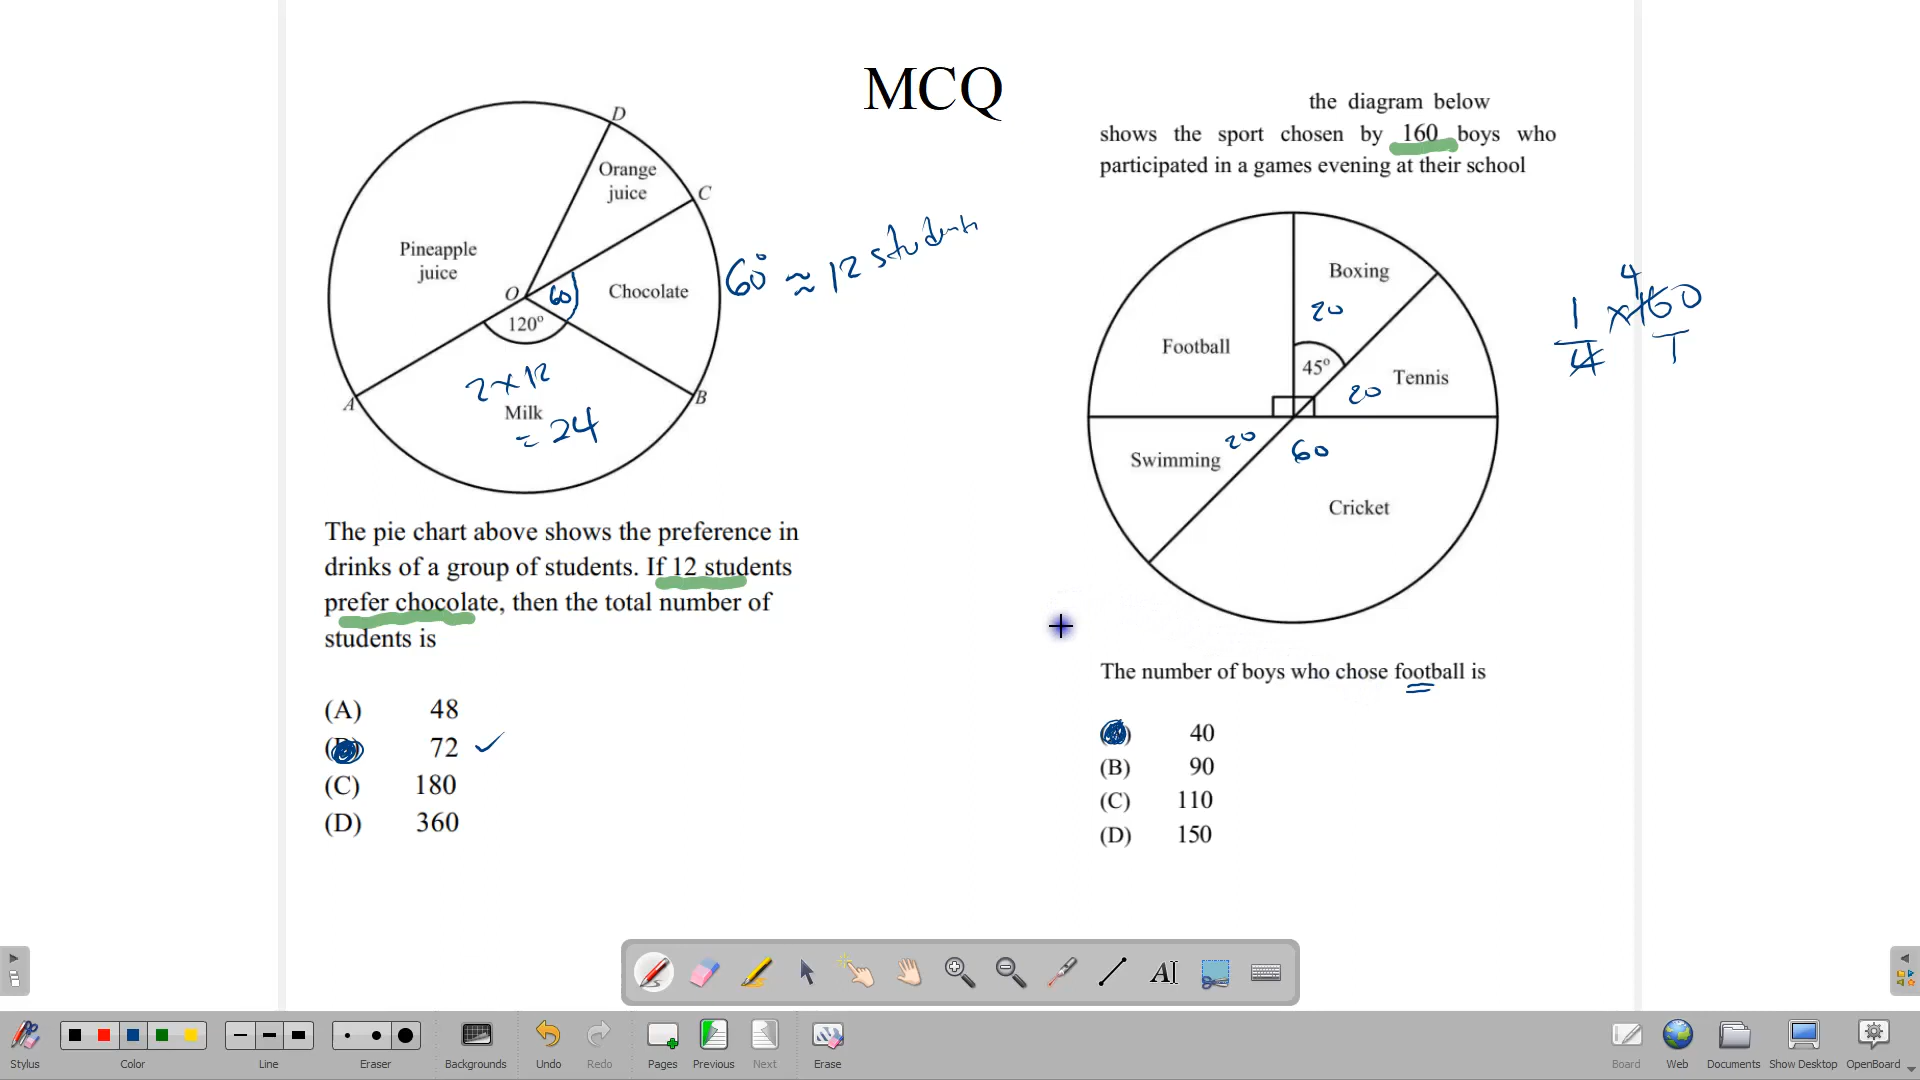 MCQ
D
Orange
juice
C
Pineapple
juice
O
60
Chocolate
120°
60° ≈ 12 students
2 x 12
A
Milk
B
= 24
The pie chart above shows the preference in
drinks of a group of students. If 12 students
prefer chocolate, then the total number of
students is
(A) 48
(B) 72 ✓
(C) 180
(D) 360
the diagram below
shows the sport chosen by 160 boys who
participated in a games evening at their school
Boxing
20
Football
45°
Tennis
20
Swimming
20
60
Cricket
4
1 x 160
4 1
The number of boys who chose football is
40
(B) 90
(C) 110
(D) 150
Stylus
Color
Line
Eraser
Backgrounds
Undo
Redo
Pages
Previous
Next
Erase
Board
Web
Documents
Show Desktop
OpenBoard